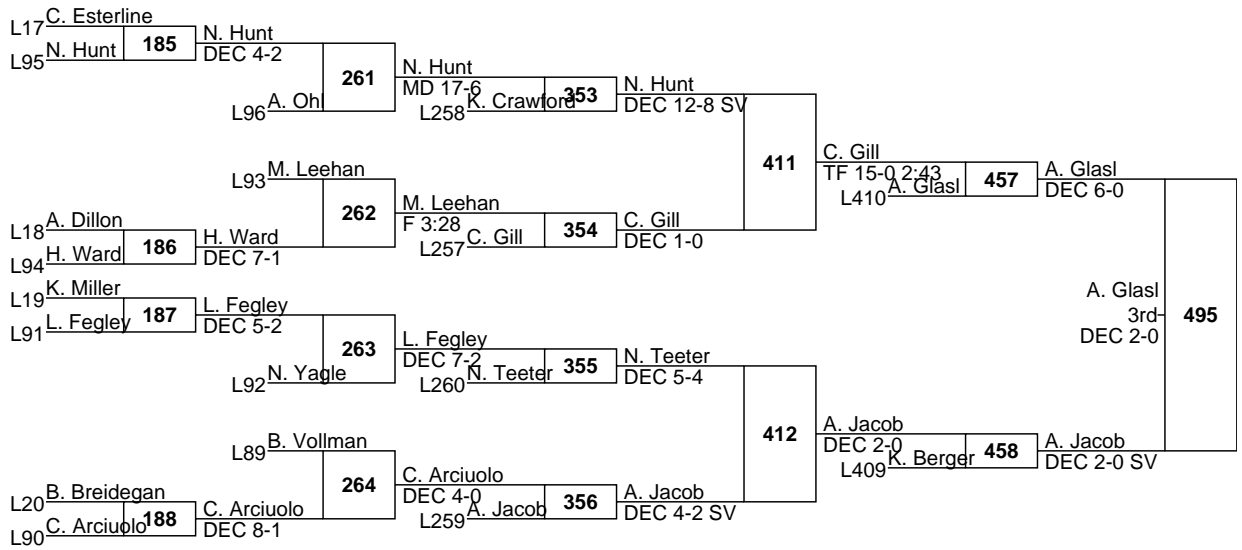 L17 C. Esterline
185
N. Hunt
DEC 4-2
L95 N. Hunt
261
N. Hunt
MD 17-6
L96 A. Ohl
353
L258 K. Crawford
N. Hunt
DEC 12-8 SV
411
C. Gill
TF 15-0 2:43
L93 M. Leehan
262
M. Leehan
F 3:28
L18 A. Dillon
186
H. Ward
DEC 7-1
L94 H. Ward
354
L257 C. Gill
C. Gill
DEC 1-0
457
L410 A. Glasl
A. Glasl
DEC 6-0
L19 K. Miller
187
L. Fegley
DEC 5-2
L91 L. Fegley
263
L. Fegley
DEC 7-2
L92 N. Yagle
355
L260 N. Teeter
N. Teeter
DEC 5-4
412
A. Jacob
DEC 2-0
L89 B. Vollman
264
C. Arciuolo
DEC 4-0
L20 B. Breidegan
188
C. Arciuolo
DEC 8-1
L90 C. Arciuolo
356
L259 A. Jacob
A. Jacob
DEC 4-2 SV
458
L409 K. Berger
A. Jacob
DEC 2-0 SV
A. Glasl
3rd
DEC 2-0
495